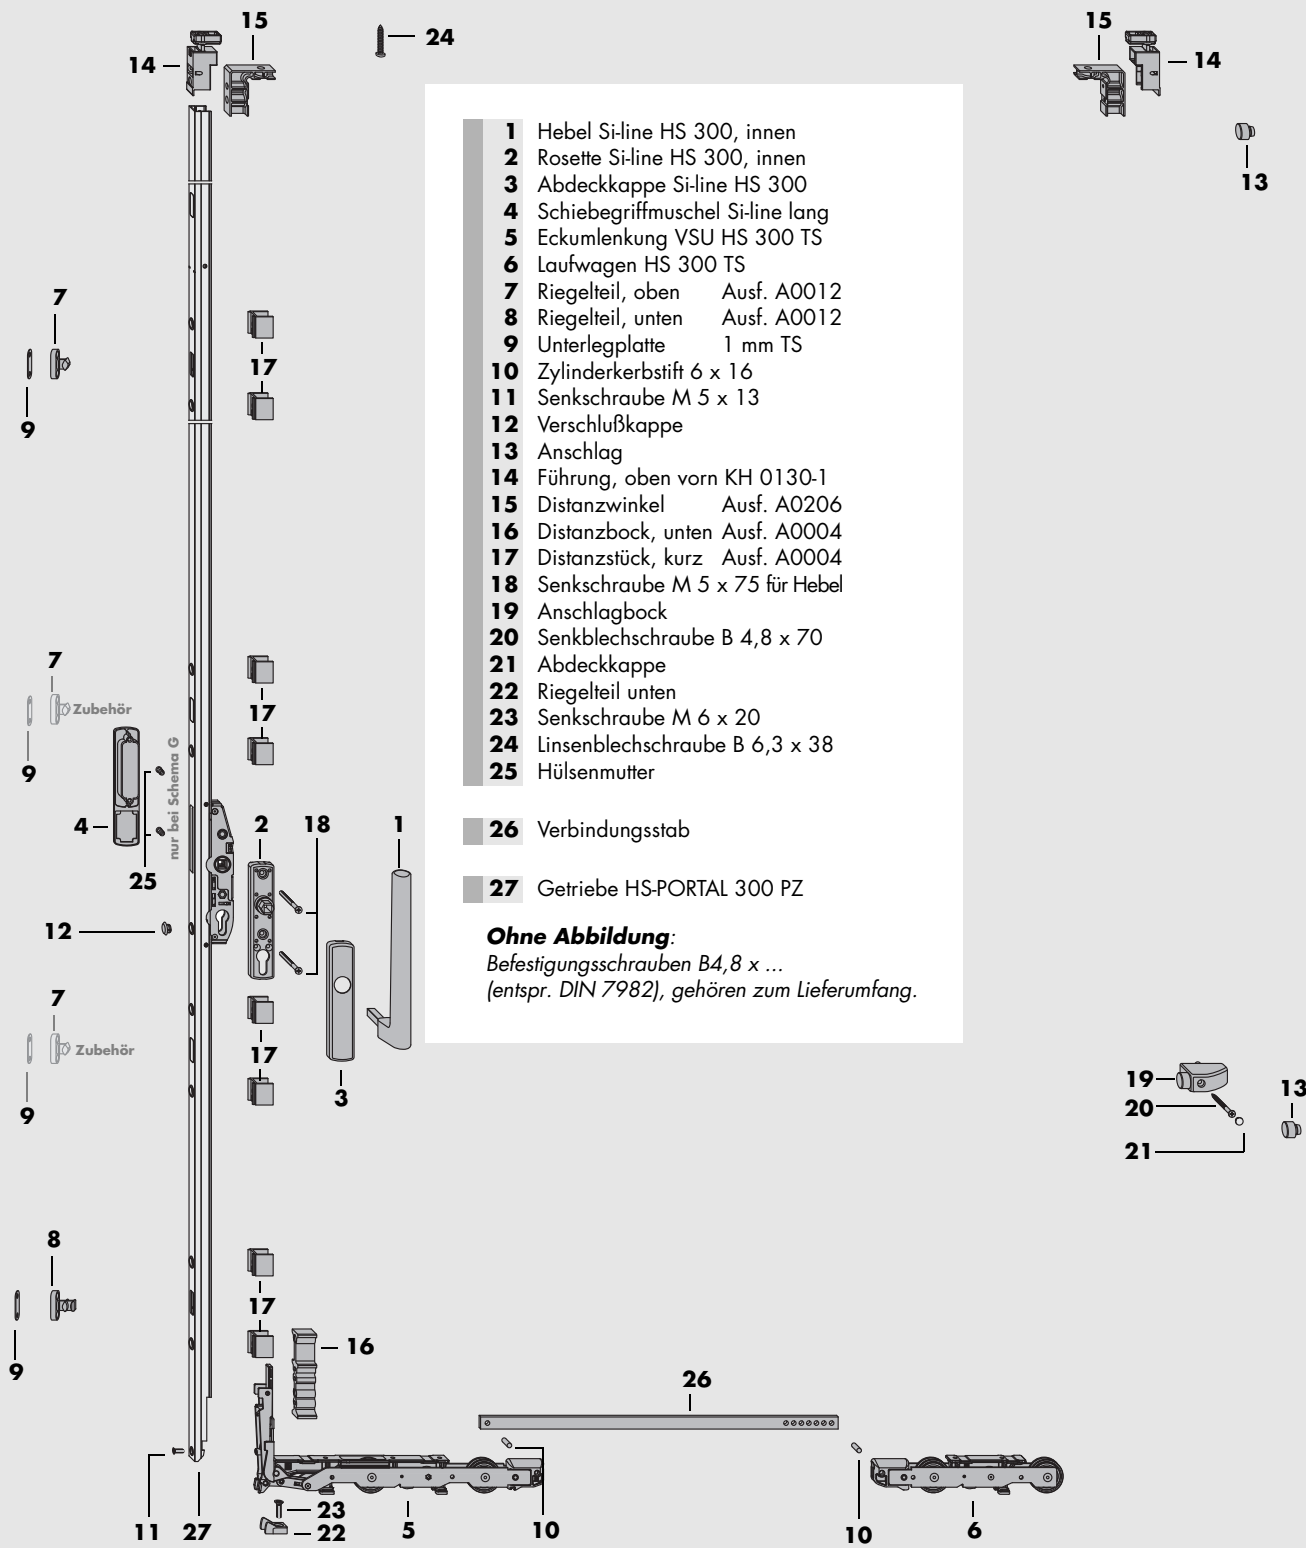 15
24
14
15
14
13
1 Hebel Si-line HS 300, innen
2 Rosette Si-line HS 300, innen
3 Abdeckkappe Si-line HS 300
4 Schiebegriffmuschel Si-line lang
5 Eckumlenkung VSU HS 300 TS
6 Laufwagen HS 300 TS
7 Riegelteil, oben Ausf. A0012
8 Riegelteil, unten Ausf. A0012
9 Unterlegplatte 1 mm TS
10 Zylinderkerbstift 6 x 16
11 Senkschraube M 5 x 13
12 Verschlußkappe
13 Anschlag
14 Führung, oben vorn KH 0130-1
15 Distanzwinkel Ausf. A0206
16 Distanzbock, unten Ausf. A0004
17 Distanzstück, kurz Ausf. A0004
18 Senkschraube M 5 x 75 für Hebel
19 Anschlagbock
20 Senkblechschraube B 4,8 x 70
21 Abdeckkappe
22 Riegelteil unten
23 Senkschraube M 6 x 20
24 Linsenblechschraube B 6,3 x 38
25 Hülsenmutter
26 Verbindungsstab
27 Getriebe HS-PORTAL 300 PZ
Ohne Abbildung:
Befestigungsschrauben B4,8 x ...
(entspr. DIN 7982), gehören zum Lieferumfang.
7
17
9
7
Zubehör
17
9
nur bei Schema G
4
25
2
18
1
12
7
Zubehör
17
9
3
19
20
21
13
8
17
9
16
26
11
27
23
22
5
10
10
6